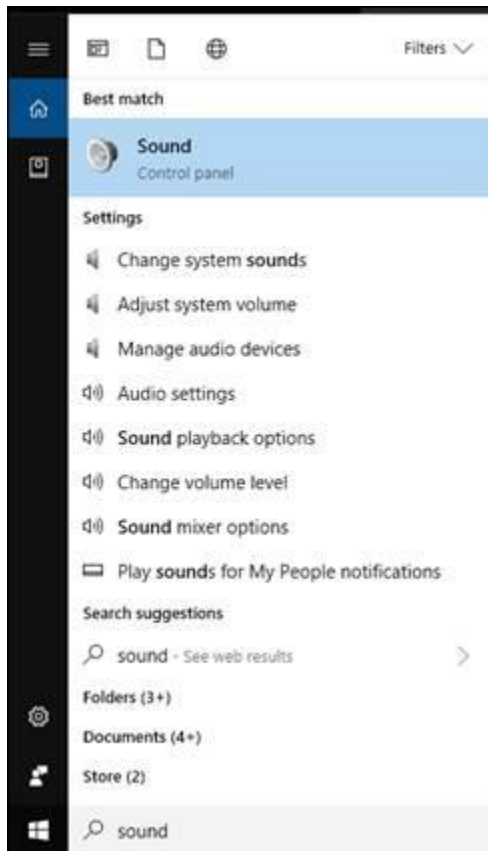 Filters
Best match
Sound
Control panel
Settings
Change system sounds
Adjust system volume
Manage audio devices
Audio settings
Sound playback options
Change volume level
Sound mixer options
Play sounds for My People notifications
Search suggestions
sound - See web results
Folders (3+)
Documents (4+)
Store (2)
sound